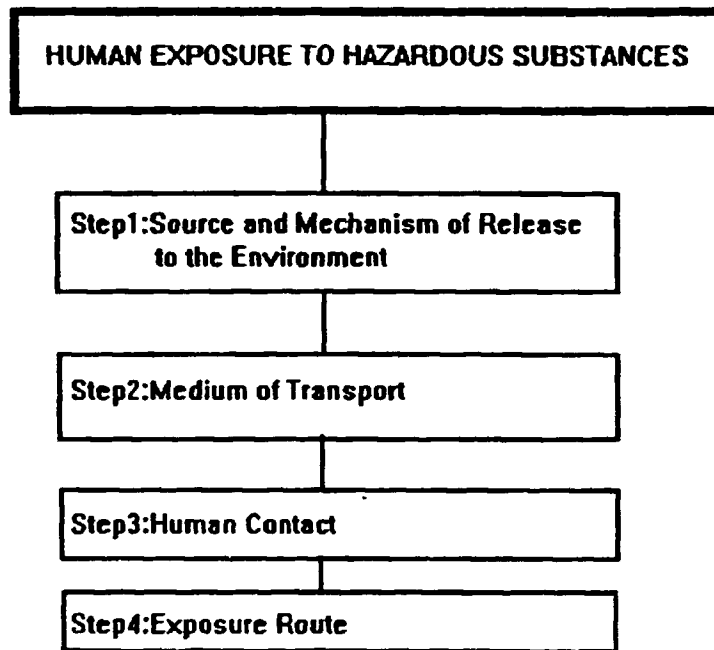 HUMAN EXPOSURE TO HAZARDOUS SUBSTANCES
Step1:Source and Mechanism of Release
to the Environment
Step2:Medium of Transport
Step3:Human Contact
Step4:Exposure Route